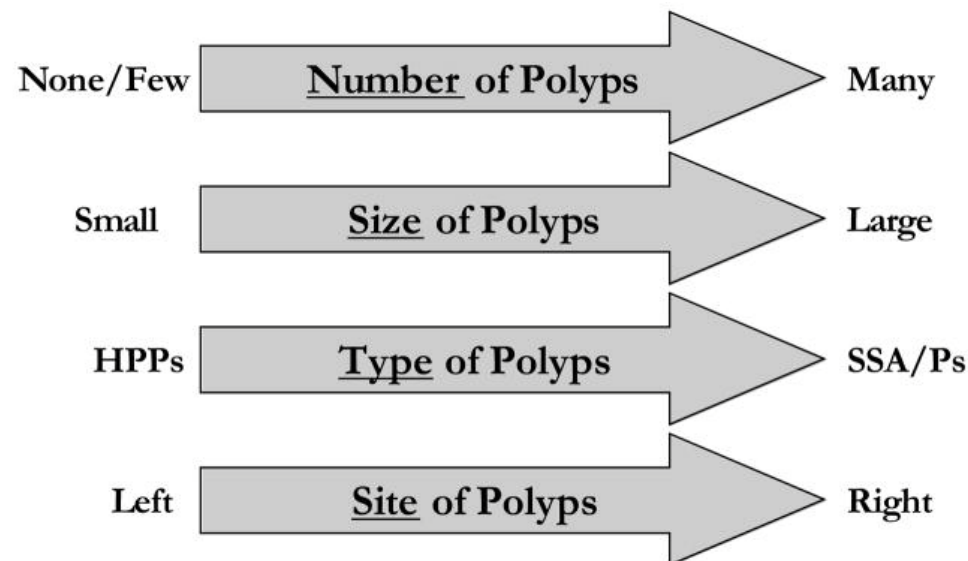 None/Few Number of Polyps Many
Small Size of Polyps Large
HPPs Type of Polyps SSA/Ps
Left Site of Polyps Right